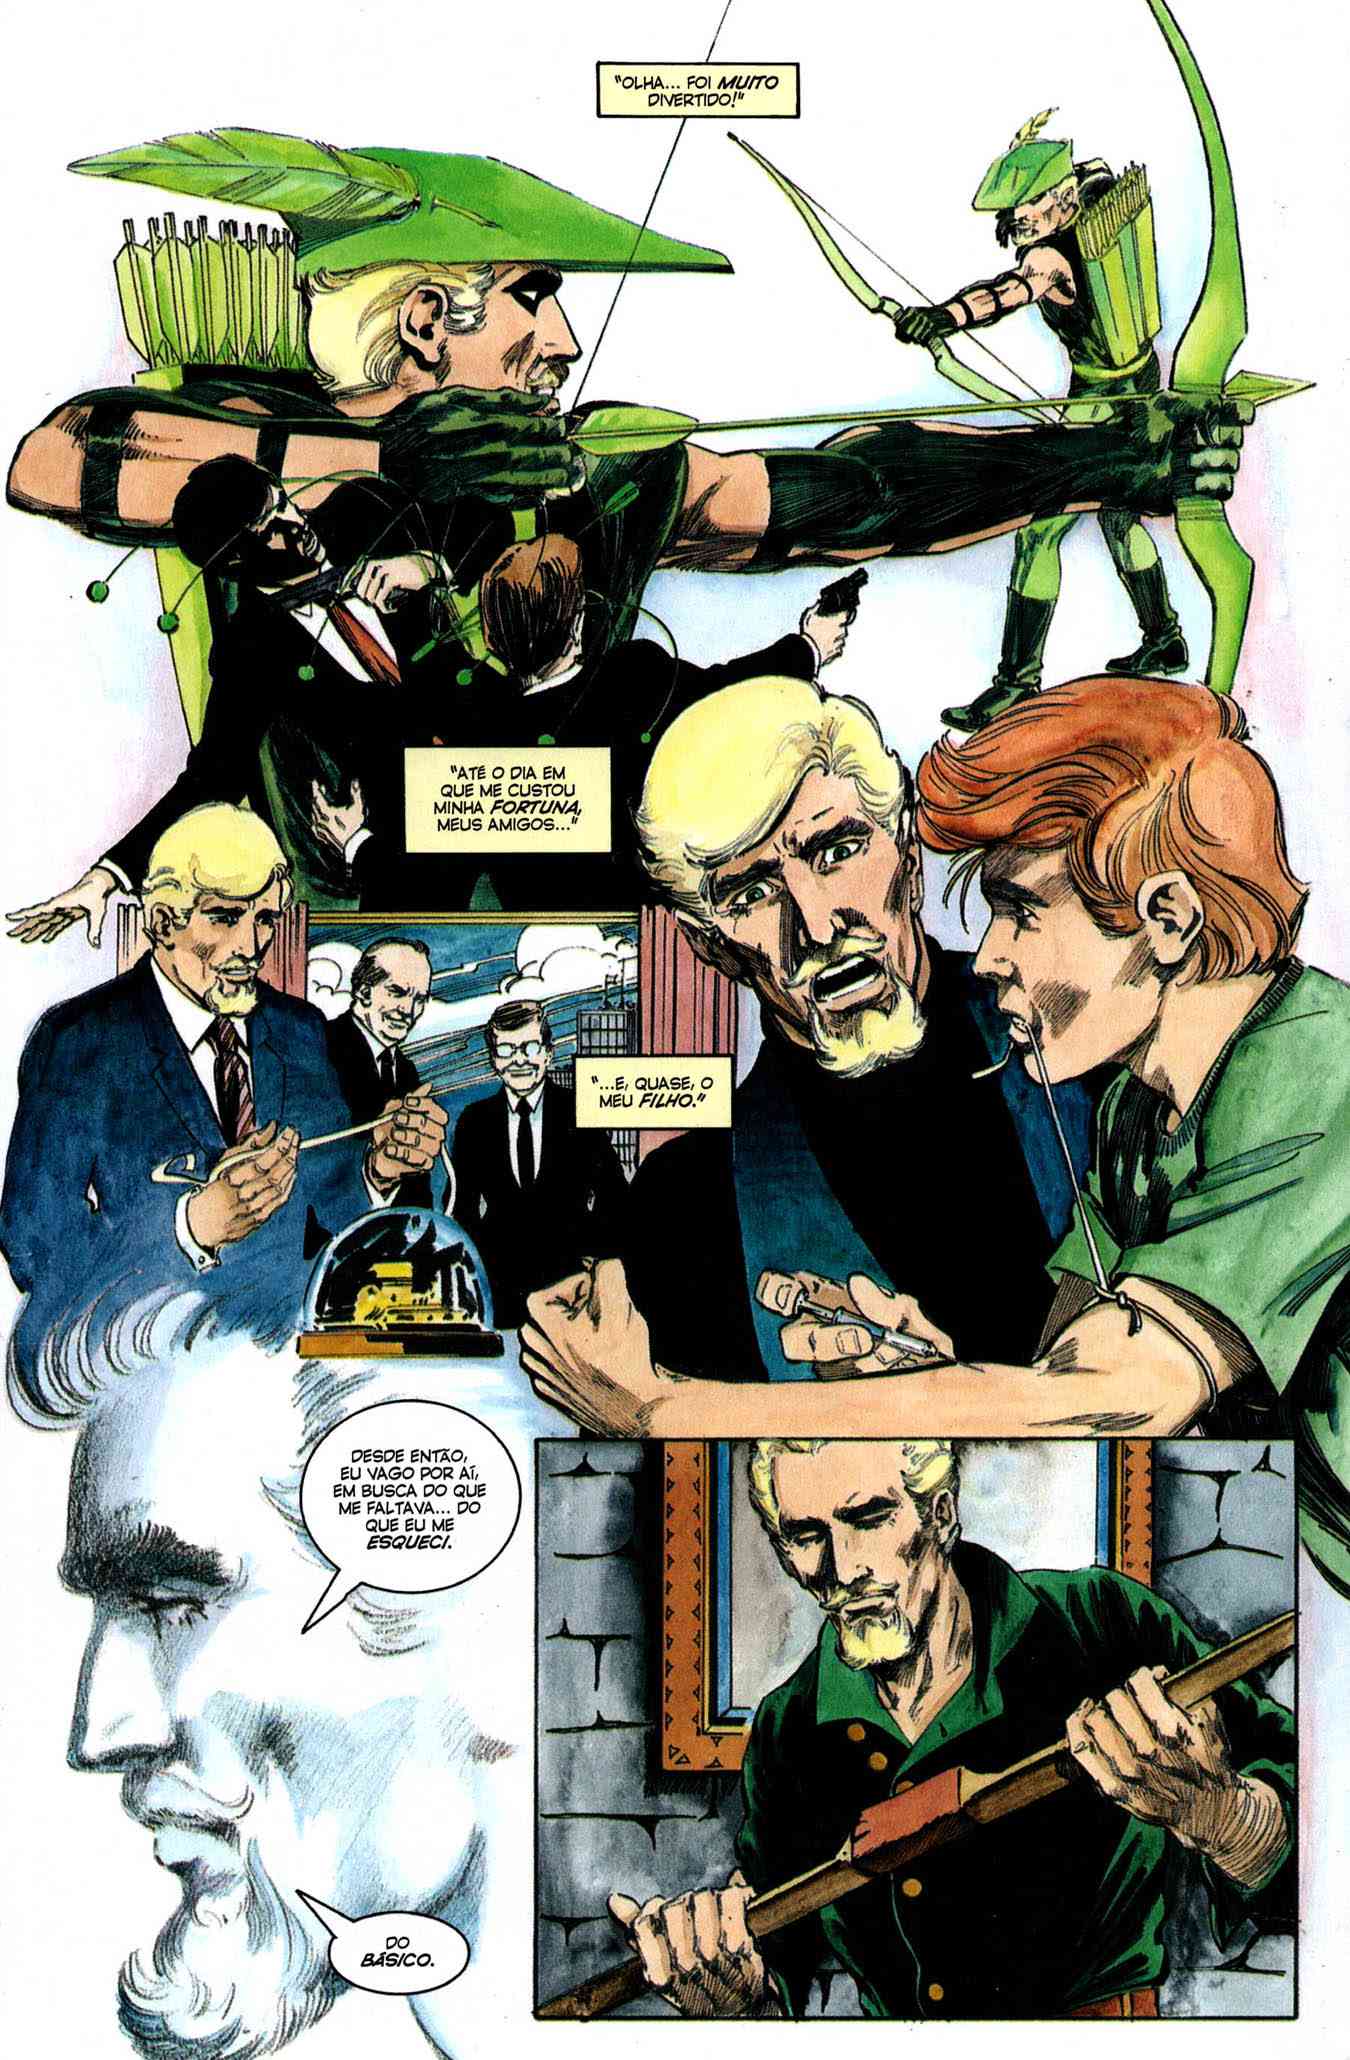 "OLHA... FOI MUITO
DIVERTIDO!"
"ATÉ O DIA EM
QUE ME CUSTOU
MINHA FORTUNA,
MEUS AMIGOS..."
"...E, QUASE, O
MEU FILHO."
DESDE ENTÃO,
EU VAGO POR AÍ,
EM BUSCA DO QUE
ME FALTAVA... DO
QUE EU ME
ESQUECI.
DO
BÁSICO.